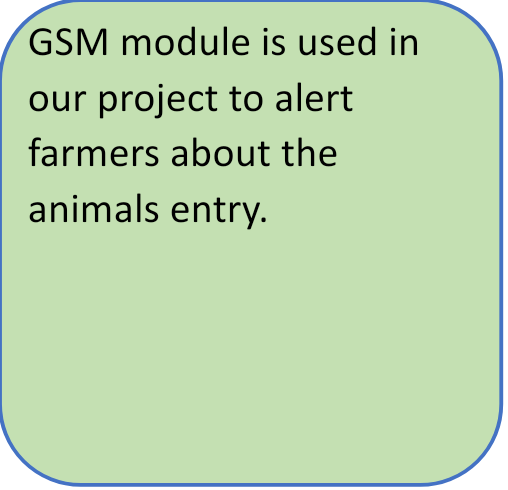 GSM module is used in
our project to alert
farmers about the
animals entry.